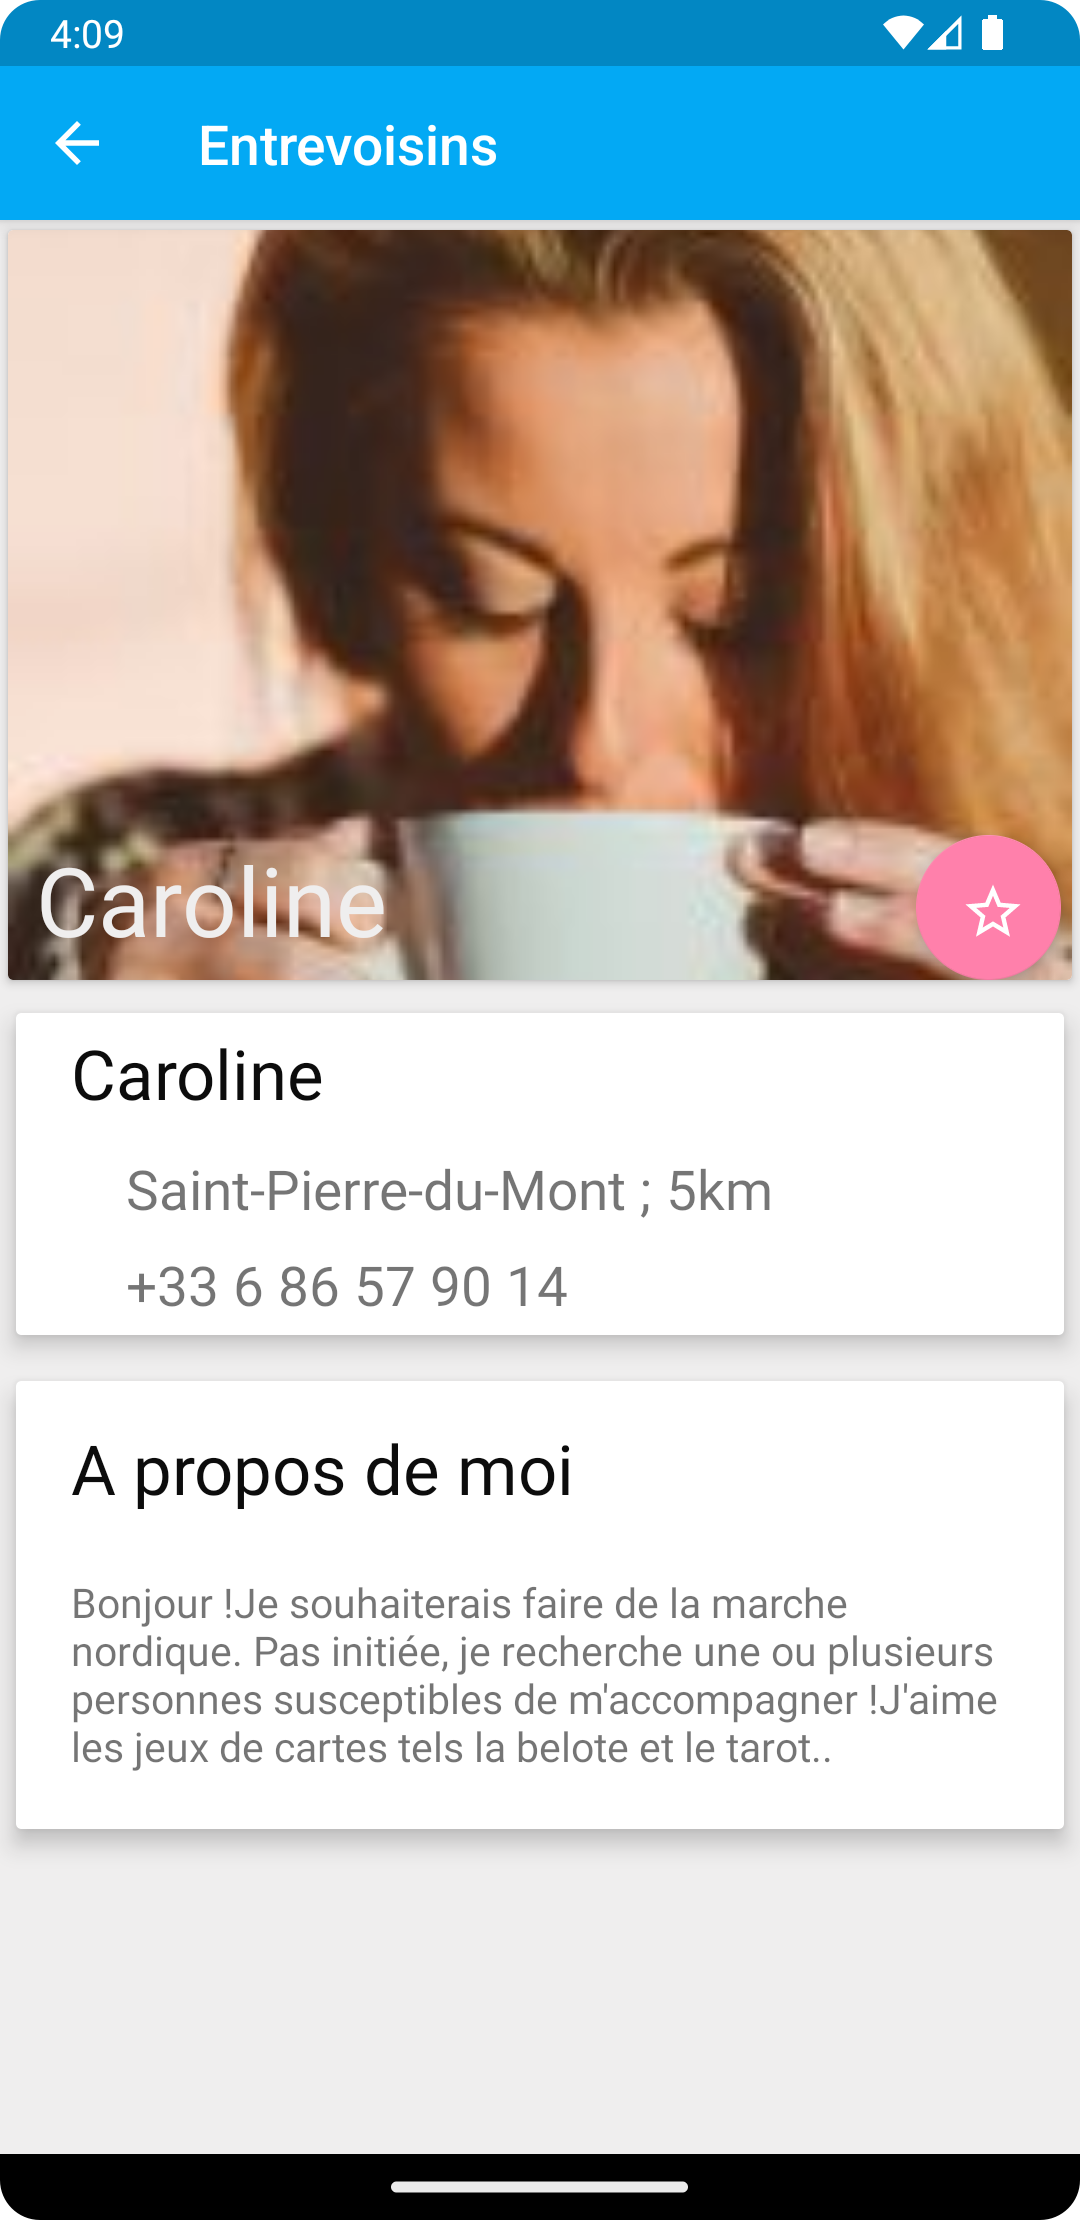 4:09
Entrevoisins
Caroline
Caroline
Saint-Pierre-du-Mont ; 5km
+33 6 86 57 90 14
A propos de moi
Bonjour !Je souhaiterais faire de la marche
nordique. Pas initiée, je recherche une ou plusieurs
personnes susceptibles de m'accompagner !J'aime
les jeux de cartes tels la belote et le tarot..